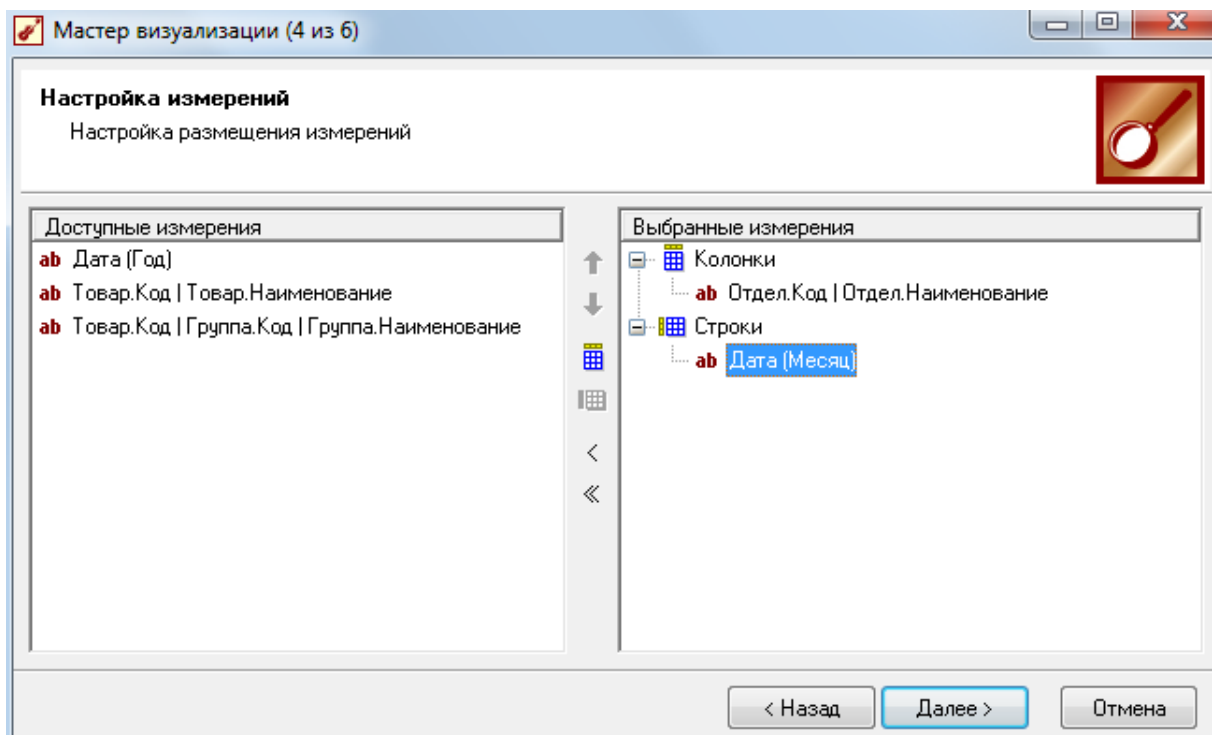 Мастер визуализации (4 из 6)
Настройка измерений
Настройка размещения измерений
Доступные измерения
ab Дата (Год)
ab Товар.Код | Товар.Наименование
ab Товар.Код | Группа.Код | Группа.Наименование
Выбранные измерения
Колонки
ab Отдел.Код | Отдел.Наименование
Строки
ab Дата (Месяц)
< Назад
Далее >
Отмена